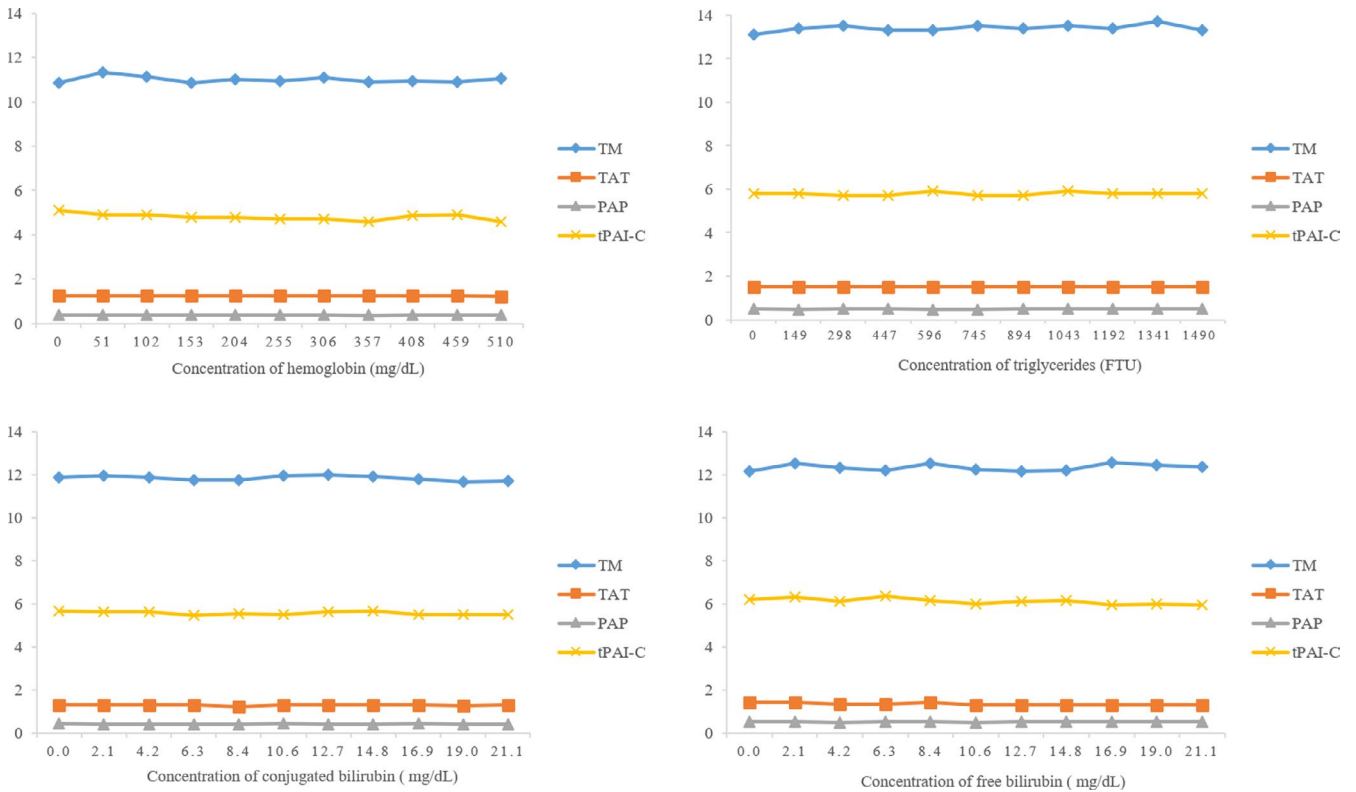 14
12
10
8
6
4
2
0
0 51 102 153 204 255 306 357 408 459 510
Concentration of hemoglobin (mg/dL)
TM
TAT
PAP
tPAI-C
14
12
10
8
6
4
2
0
0 149 298 447 596 745 894 1043 1192 1341 1490
Concentration of triglycerides (FTU)
TM
TAT
PAP
tPAI-C
14
12
10
8
6
4
2
0
0.0 2.1 4.2 6.3 8.4 10.6 12.7 14.8 16.9 19.0 21.1
Concentration of conjugated bilirubin ( mg/dL)
TM
TAT
PAP
tPAI-C
14
12
10
8
6
4
2
0
0.0 2.1 4.2 6.3 8.4 10.6 12.7 14.8 16.9 19.0 21.1
Concentration of free bilirubin ( mg/dL)
TM
TAT
PAP
tPAI-C